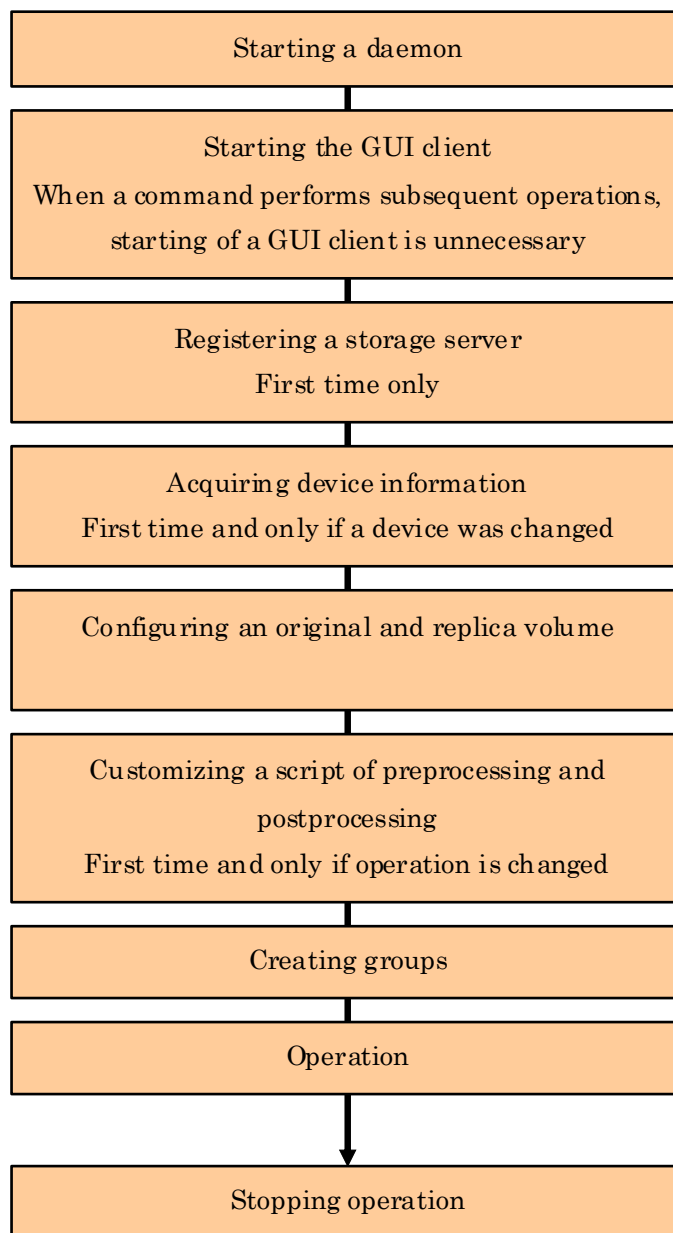 Starting a daemon
Starting the GUI client
When a command performs subsequent operations,
starting of a GUI client is unnecessary
Registering a storage server
First time only
Acquiring device information
First time and only if a device was changed
Configuring an original and replica volume
Customizing a script of preprocessing and
postprocessing
First time and only if operation is changed
Creating groups
Operation
Stopping operation